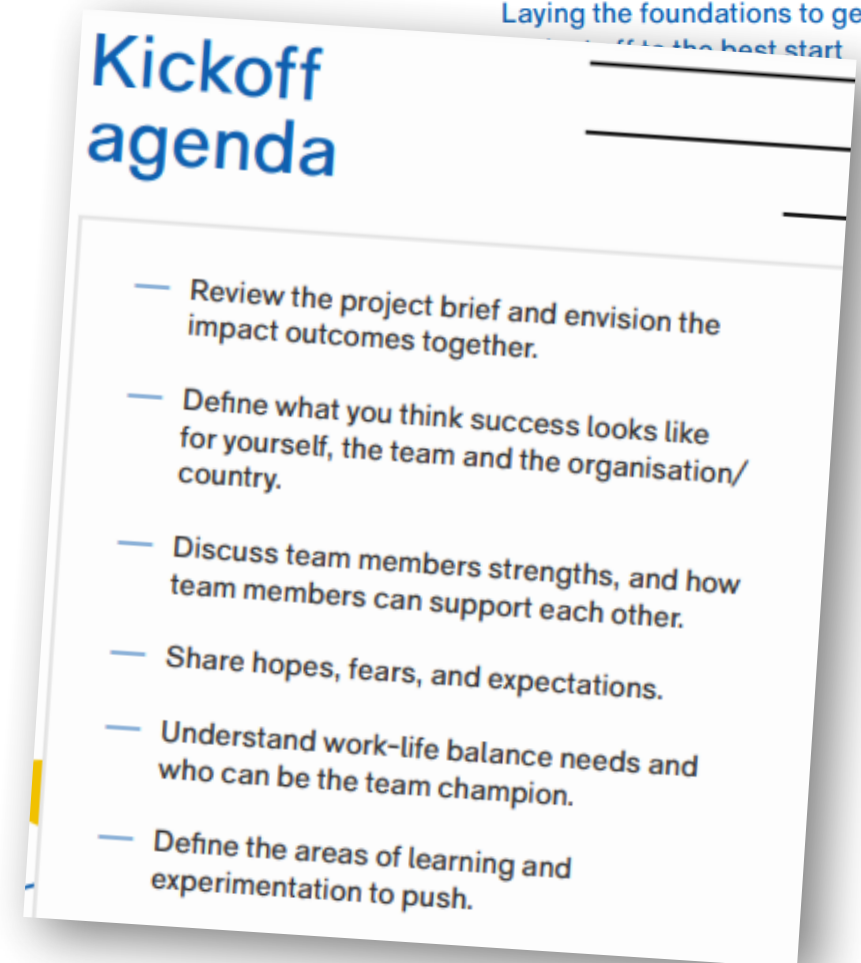 Laying the foundations to
the best start
Kickoff
agenda
Review the project brief and envision the
impact outcomes together.
Define what you think success looks like
for yourself, the team and the organisation/
country.
Discuss team members strengths, and how
team members can support each other.
Share hopes, fears, and expectations.
Understand work-life balance needs and
who can be the team champion.
Define the areas of learning and
experimentation to push.